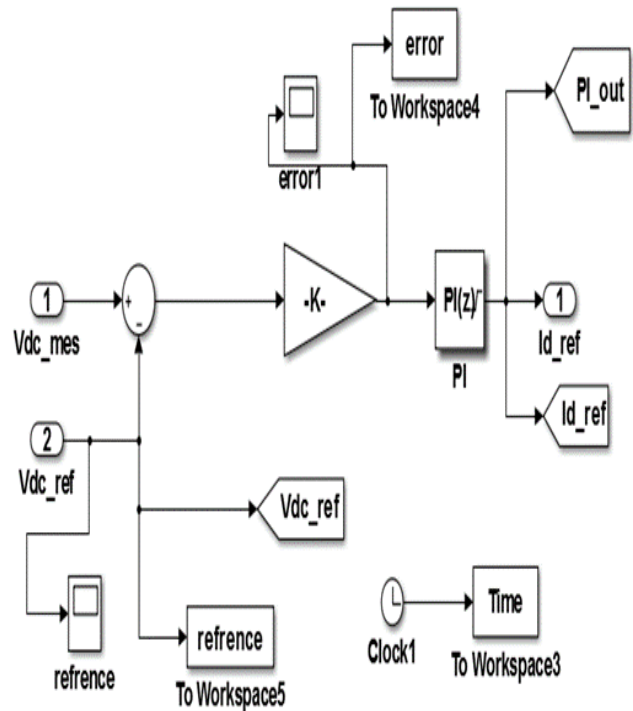 error
To Workspace4
PI_out
error1
+
-
-K-
PI(z)
PI
1
Vdc_mes
1
Id_ref
Id_ref
2
Vdc_ref
Vdc_ref
refrence
refrence
To Workspace5
Clock1
Time
To Workspace3